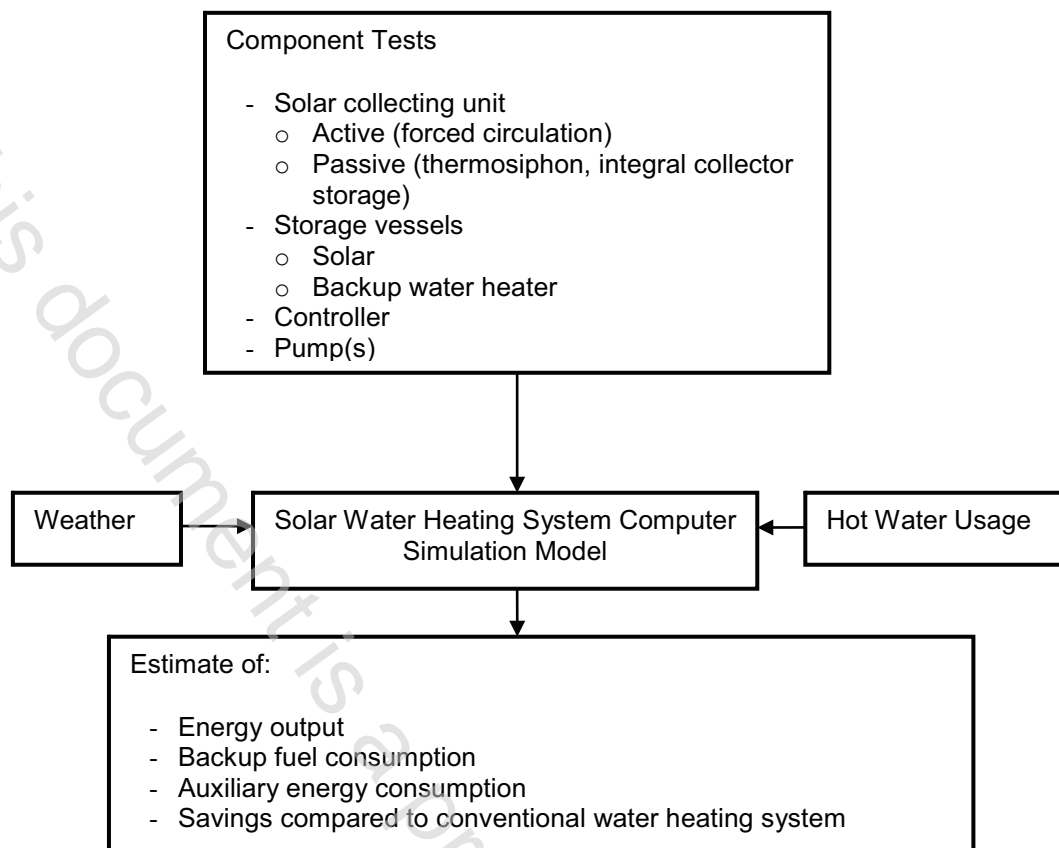 Component Tests
- Solar collecting unit
o Active (forced circulation)
o Passive (thermosiphon, integral collector
storage)
- Storage vessels
o Solar
o Backup water heater
- Controller
- Pump(s)
Weather
Solar Water Heating System Computer
Simulation Model
Hot Water Usage
Estimate of:
- Energy output
- Backup fuel consumption
- Auxiliary energy consumption
- Savings compared to conventional water heating system
document is a